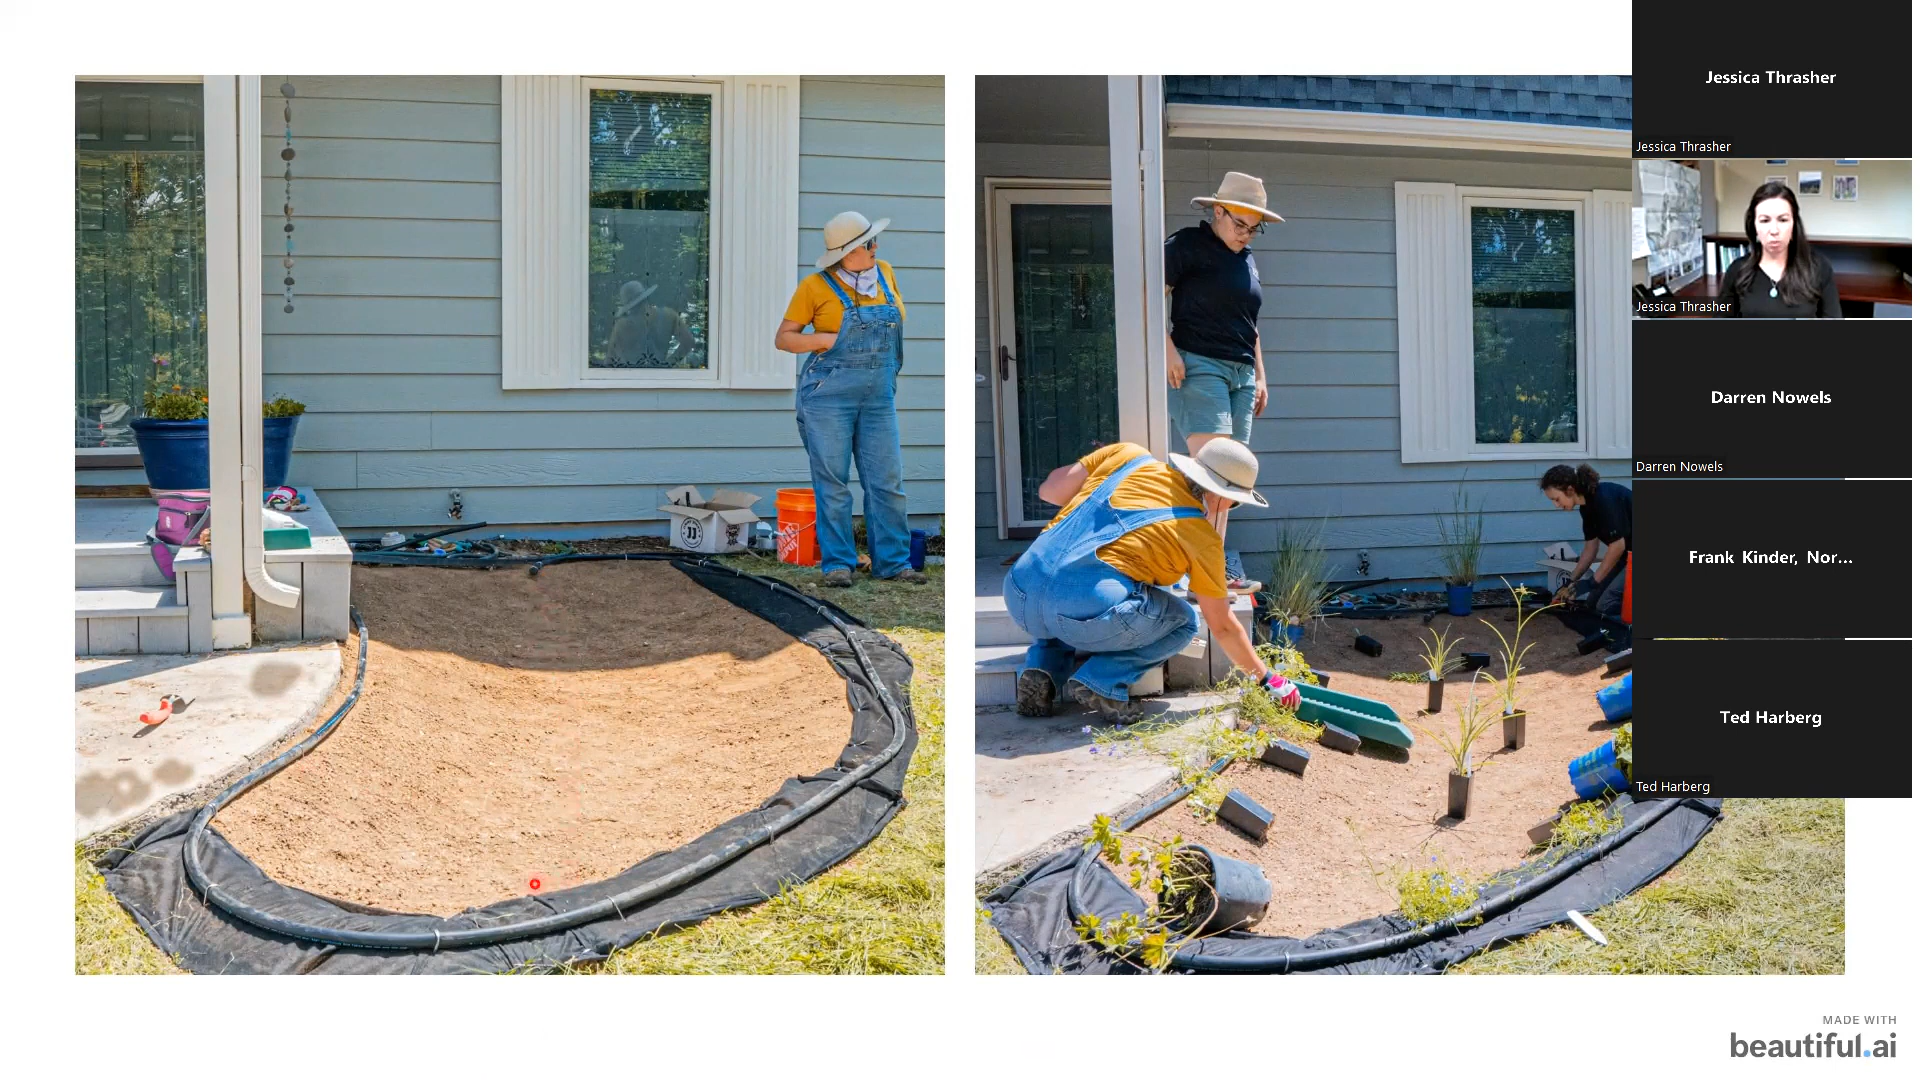 Jessica Thrasher
Jessica Thrasher
Jessica Thrasher
Darren Nowels
Darren Nowels
Frank Kinder, Nor...
Ted Harberg
Ted Harberg
JJ
MADE WITH
beautiful.ai